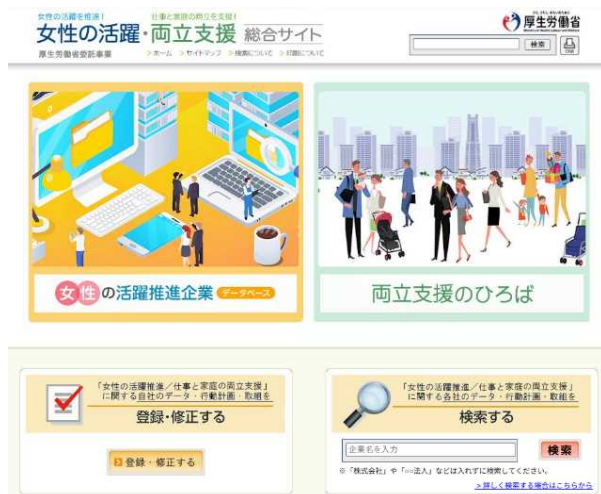 女性の活躍を推進！
仕事と家庭の両立を支援！
女性の活躍・両立支援 総合サイト
厚生労働省委託事業
>ホーム >サイトマップ >検索について >印刷について
厚生労働省
検索
女性の活躍推進企業 データベース
両立支援のひろば
「女性の活躍推進／仕事と家庭の両立支援」
に関する自社のデータ・行動計画・取組を
登録・修正する
登録・修正する
「女性の活躍推進／仕事と家庭の両立支援」
に関する各社のデータ・行動計画・取組を
検索する
企業名を入力
検索
※「株式会社」や「○○法人」などは入れずに検索してください。
>詳しく検索する場合はこちらから